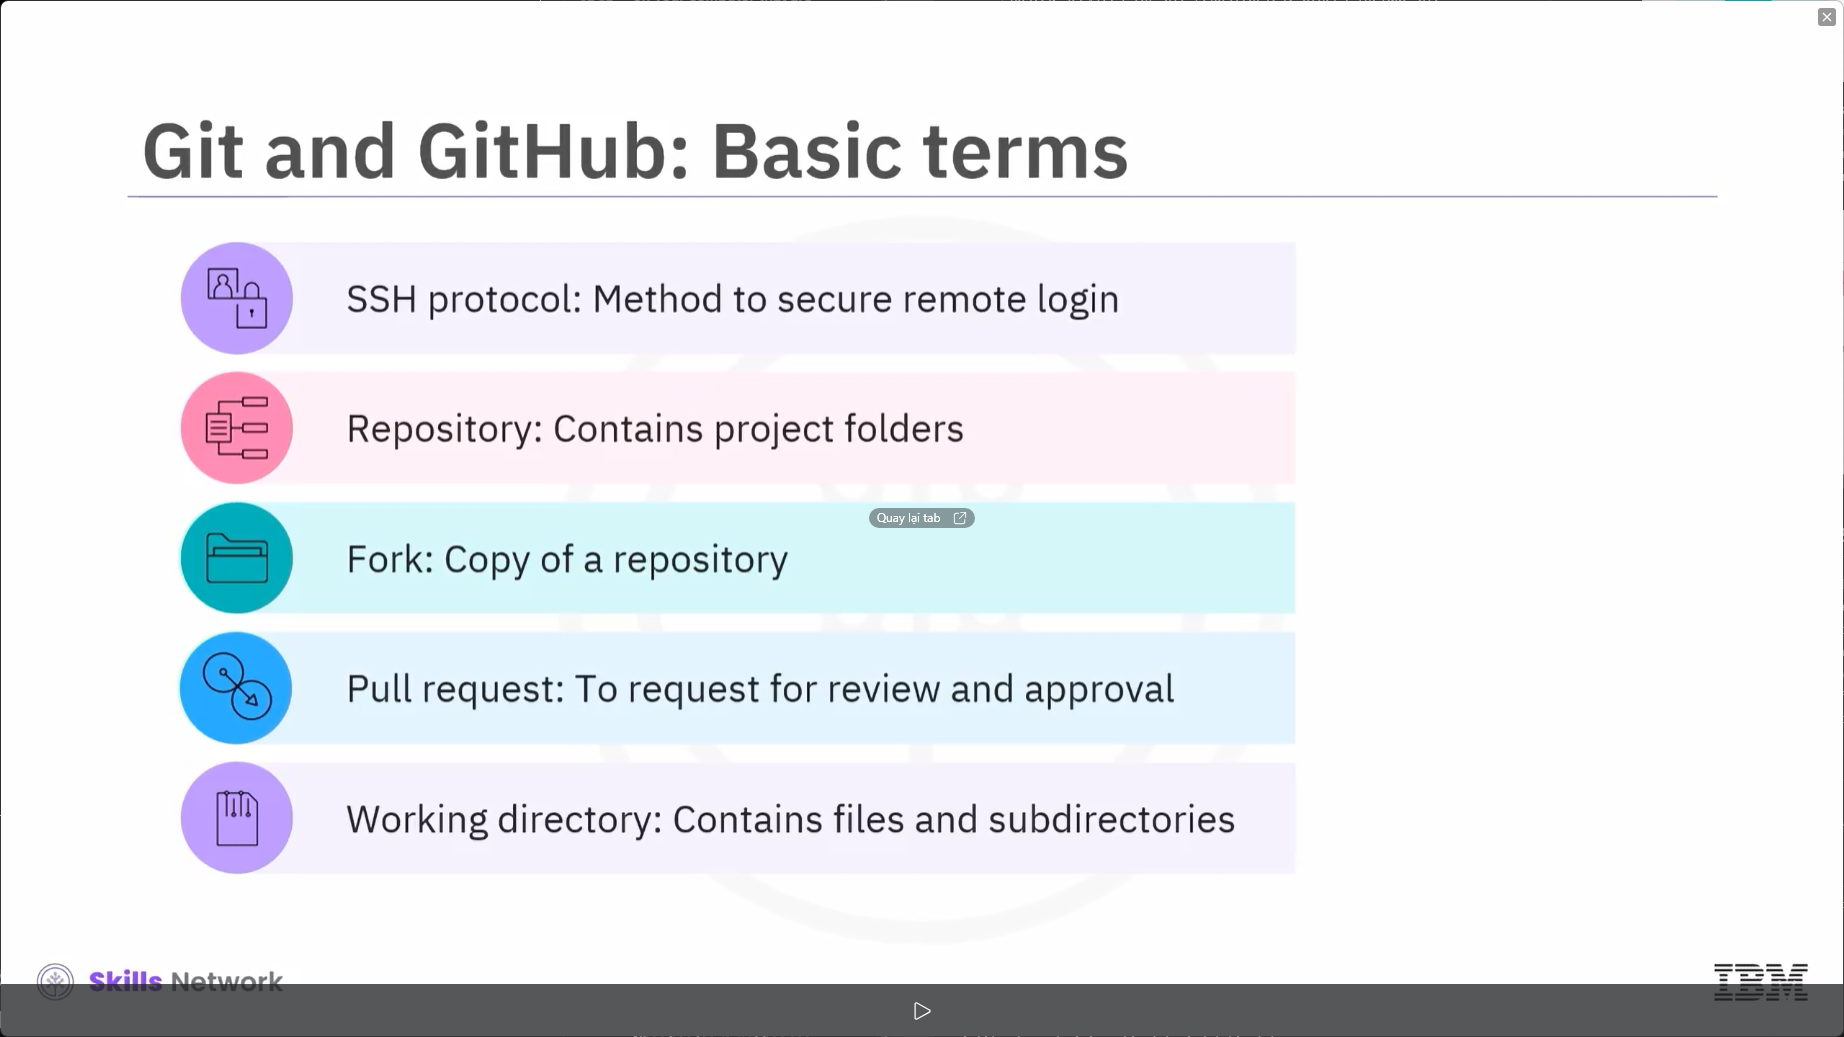 Git and GitHub: Basic terms
SSH protocol: Method to secure remote login
Repository: Contains project folders
Quay lại tab
Fork: Copy of a repository
Pull request: To request for review and approval
Working directory: Contains files and subdirectories
Skills Network
IBM